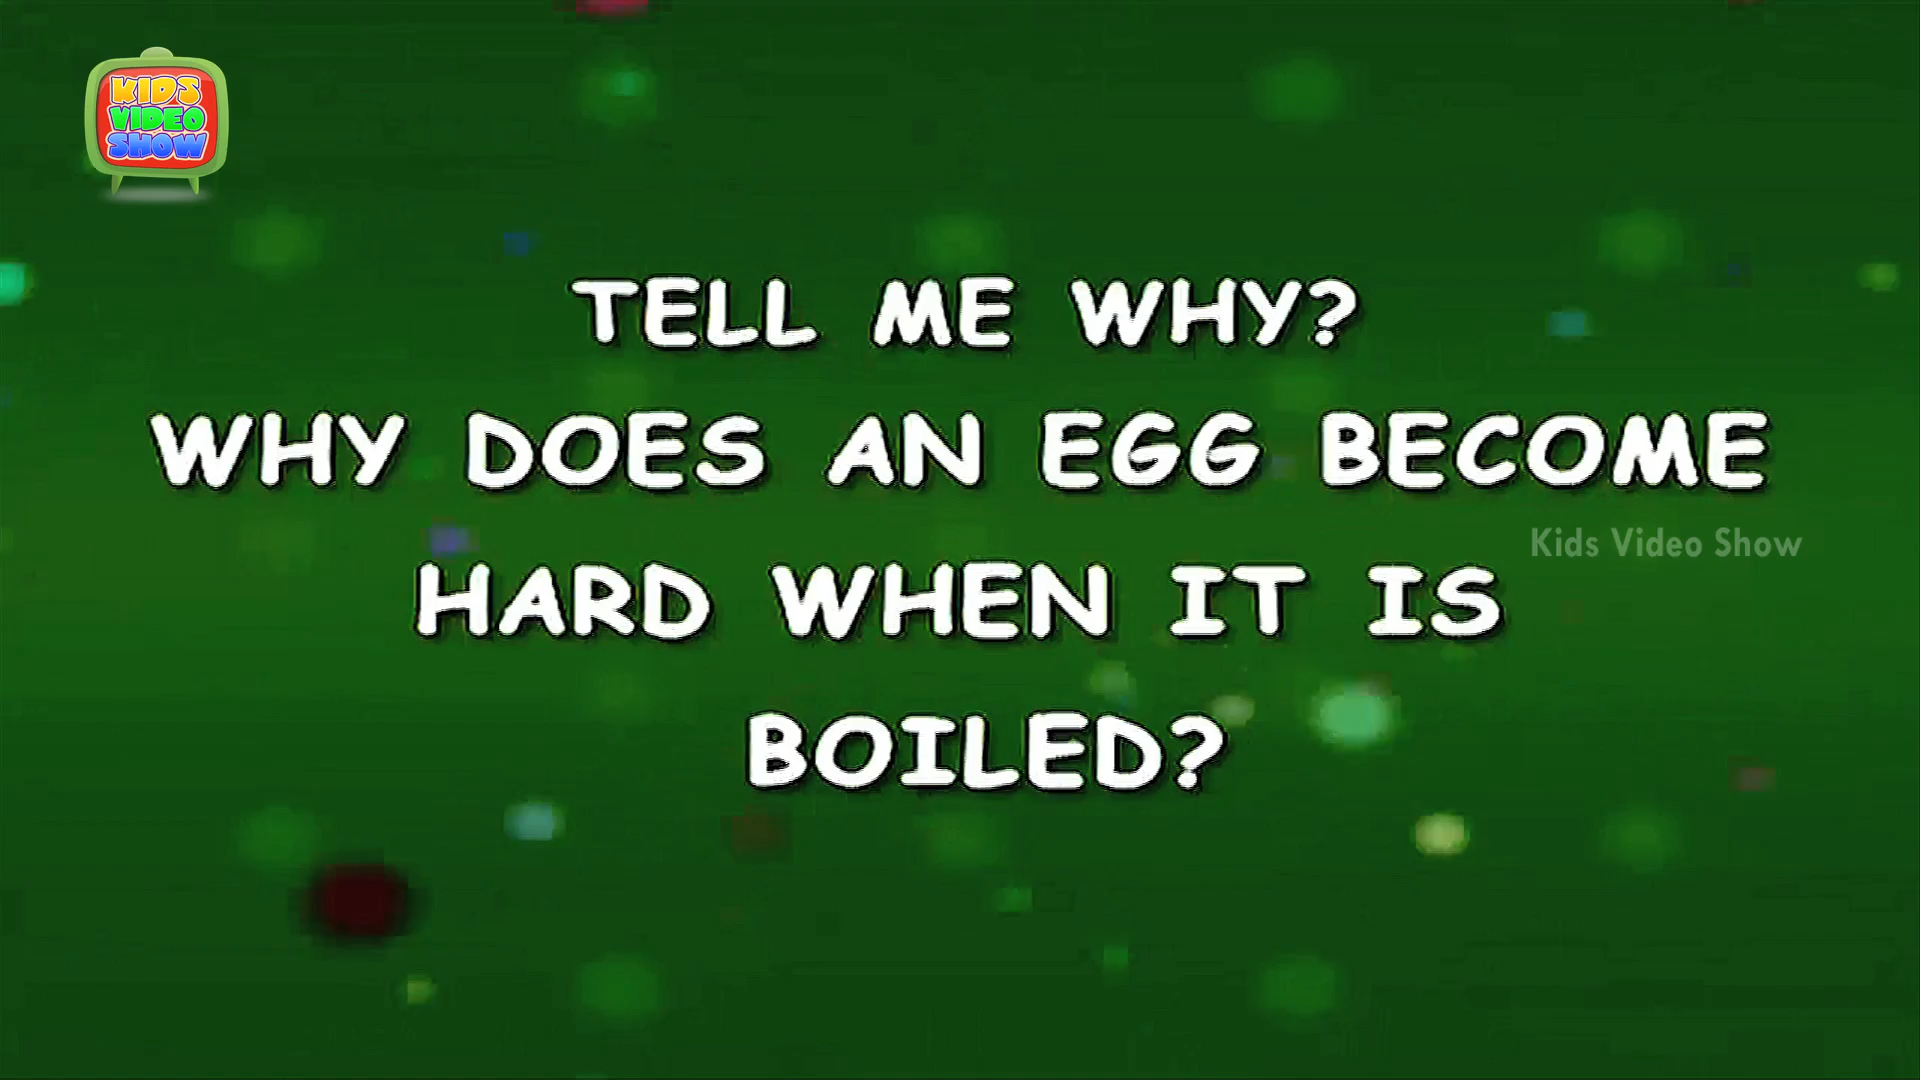 KIDS
VIDEO
SHOW
TELL ME WHY?
WHY DOES AN EGG BECOME
Kids Video Show
HARD WHEN IT IS
BOILED?